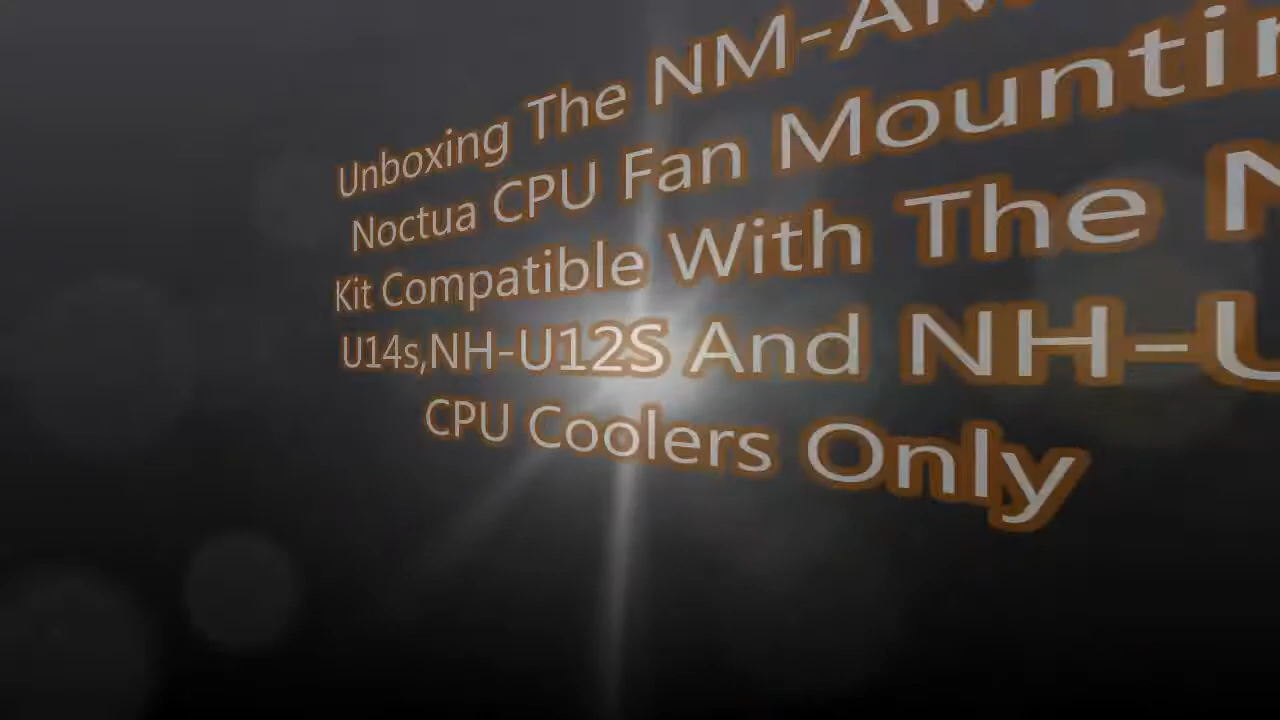 Unboxing The NM-AM
Noctua CPU Fan Mountin
Kit Compatible With The N
U14s,NH-U12S And NH-U
CPU Coolers Only